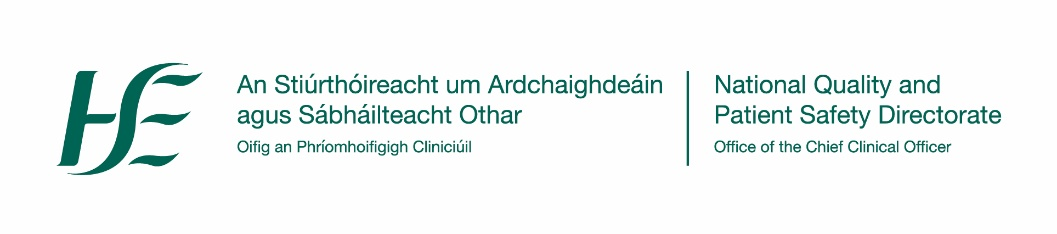 HSE
An Stiúrthóireacht um Ardchaighdeáin
agus Sábháilteacht Othar
Oifig an Phríomhoifigigh Cliniciúil
National Quality and
Patient Safety Directorate
Office of the Chief Clinical Officer